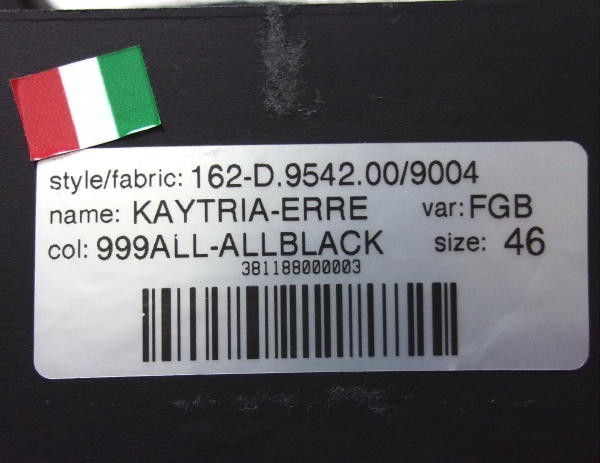 style/fabric: 162-D.9542.00/9004
name: KAYTRIA-ERRE var: FGB
col: 999ALL-ALLBLACK size: 46
381188000003